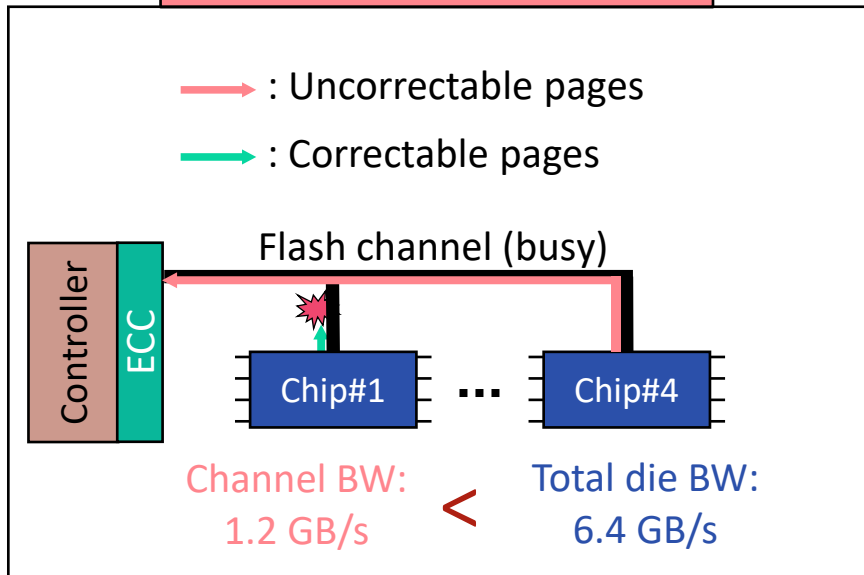 : Uncorrectable pages
: Correctable pages
Flash channel (busy)
Controller
ECC
Chip#1
...
Chip#4
Channel BW:
1.2 GB/s
<
Total die BW:
6.4 GB/s